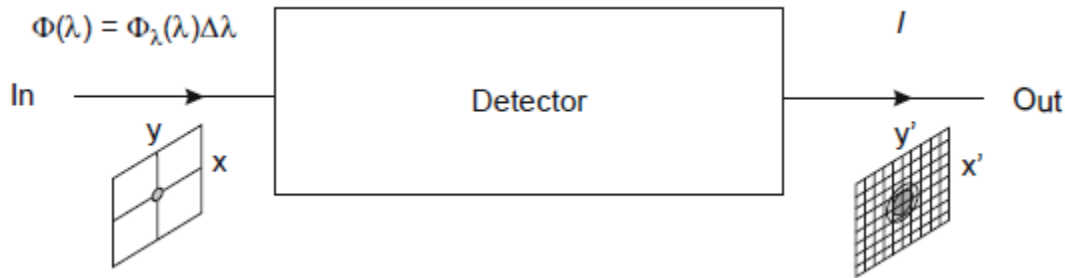 Φ(λ) = Φλ(λ)Δλ
I
In
Detector
Out
y
x
y'
x'